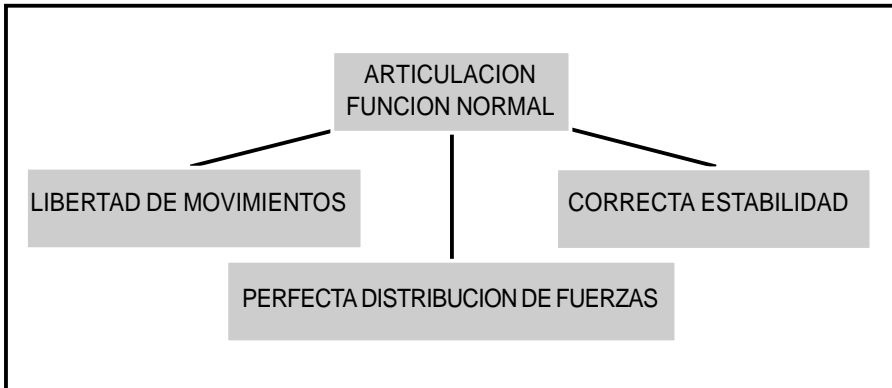 ARTICULACION
FUNCION NORMAL
LIBERTAD DE MOVIMIENTOS
CORRECTA ESTABILIDAD
PERFECTA DISTRIBUCION DE FUERZAS